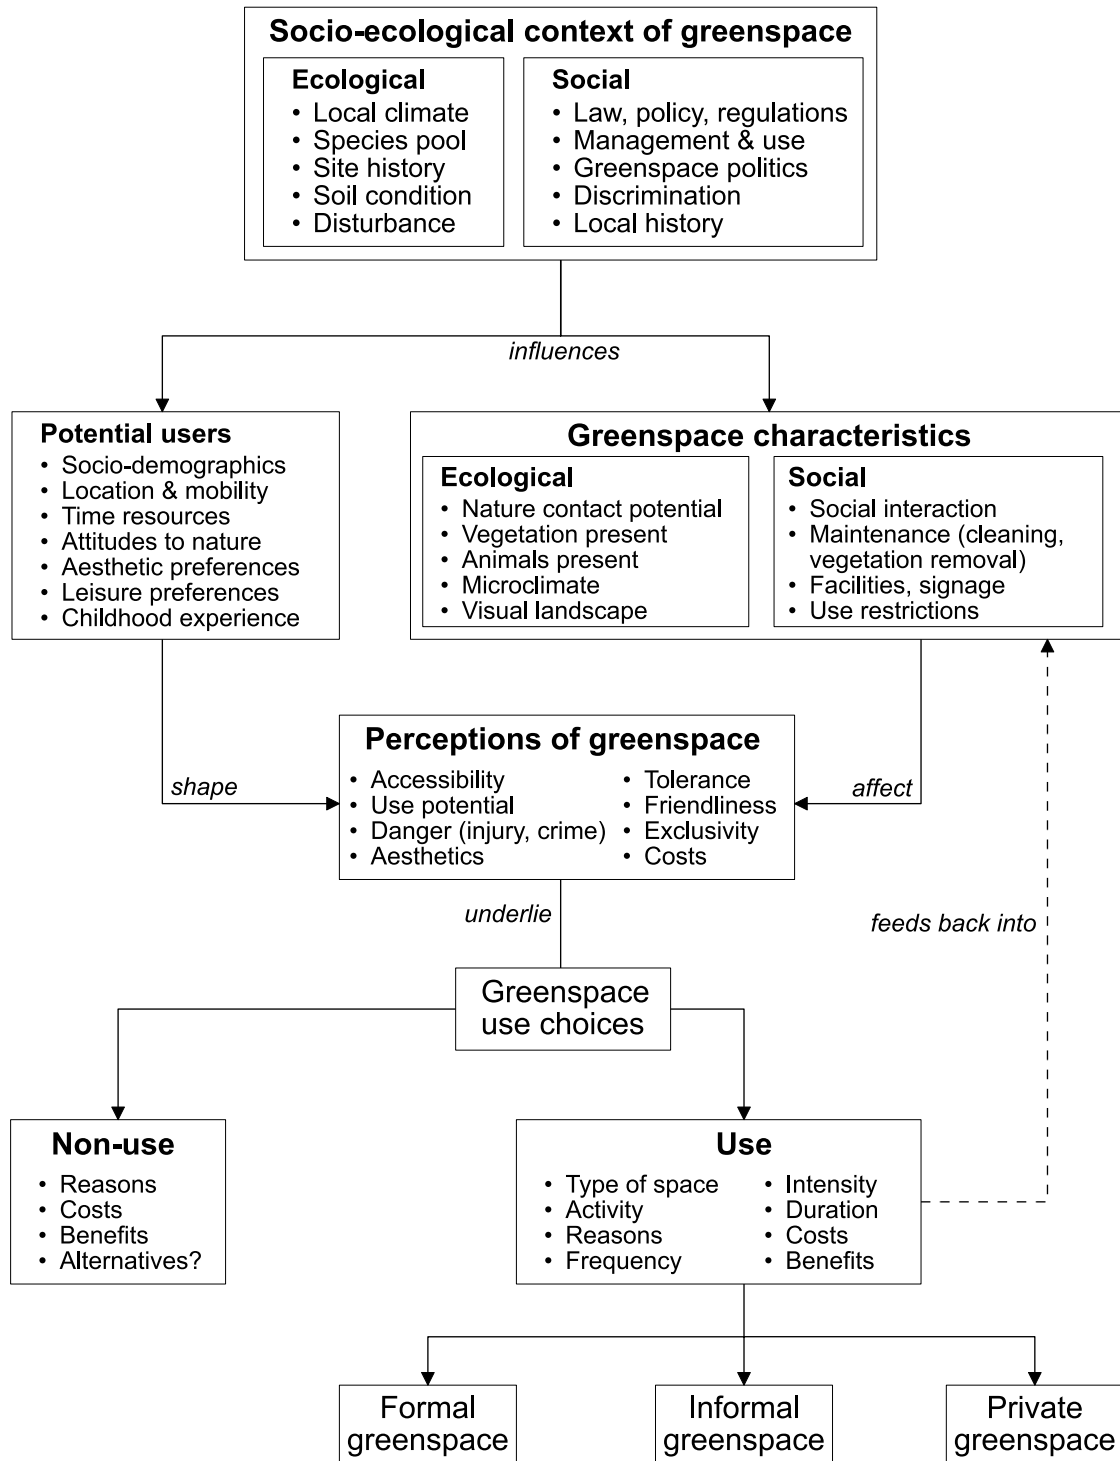 Socio-ecological context of greenspace
Ecological
• Local climate
• Species pool
• Site history
• Soil condition
• Disturbance
Social
• Law, policy, regulations
• Management & use
• Greenspace politics
• Discrimination
• Local history
influences
Potential users
• Socio-demographics
• Location & mobility
• Time resources
• Attitudes to nature
• Aesthetic preferences
• Leisure preferences
• Childhood experience
Greenspace characteristics
Ecological
• Nature contact potential
• Vegetation present
• Animals present
• Microclimate
• Visual landscape
Social
• Social interaction
• Maintenance (cleaning,
vegetation removal)
• Facilities, signage
• Use restrictions
shape
Perceptions of greenspace
• Accessibility
• Use potential
• Danger (injury, crime)
• Aesthetics
• Tolerance
• Friendliness
• Exclusivity
• Costs
affect
underlie
feeds back into
Greenspace
use choices
Non-use
• Reasons
• Costs
• Benefits
• Alternatives?
Use
• Type of space
• Activity
• Reasons
• Frequency
• Intensity
• Duration
• Costs
• Benefits
Formal
greenspace
Informal
greenspace
Private
greenspace